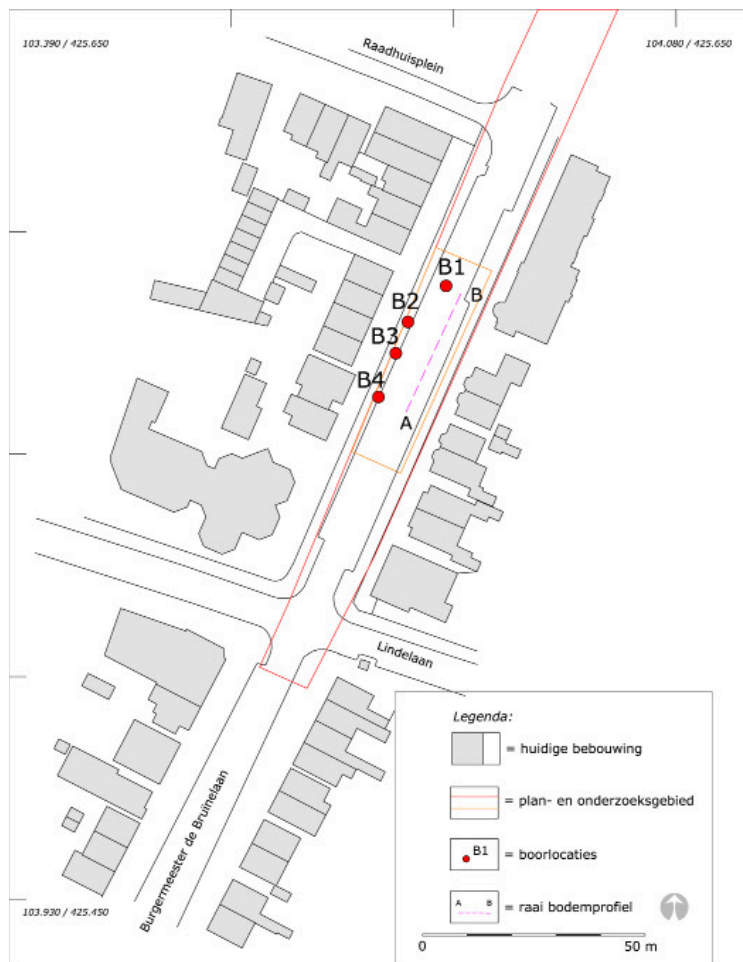 103.390 / 425.650
104.080 / 425.650
Raadhuisplein
B1
B
B2
B3
B4
A
Lindelaan
Burgermeester de Bruinelaan
Legenda:
= huidige bebouwing
= plan- en onderzoeksgebied
B1
= boorlocaties
A B
= raai bodemprofiel
0 50 m
103.930 / 425.450